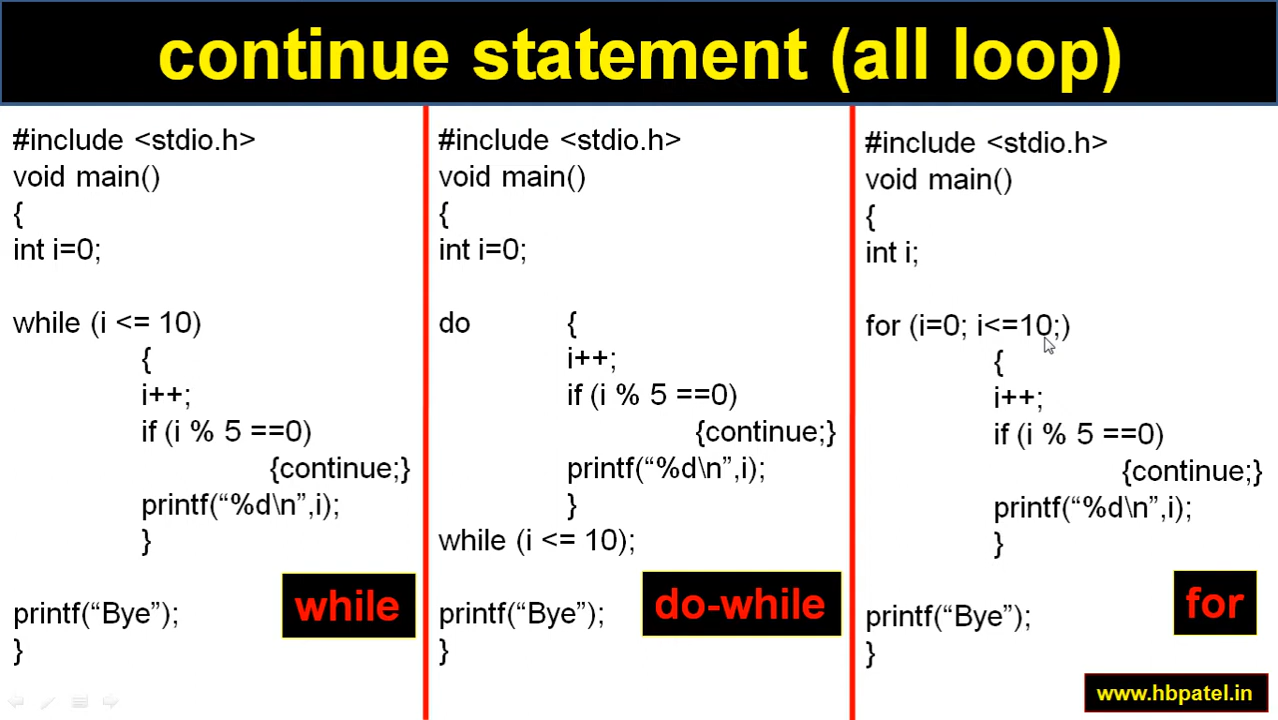 continue statement (all loop)
#include <stdio.h>
void main()
{
int i=0;
while (i <= 10)
{
i++;
if (i % 5 ==0)
{continue;}
printf(“%d\n”,i);
}
printf(“Bye”);
}
while
#include <stdio.h>
void main()
{
int i=0;
do {
i++;
if (i % 5 ==0)
{continue;}
printf(“%d\n”,i);
}
while (i <= 10);
printf(“Bye”);
}
do-while
#include <stdio.h>
void main()
{
int i;
for (i=0; i<=10;)
{
i++;
if (i % 5 ==0)
{continue;}
printf(“%d\n”,i);
}
printf(“Bye”);
}
for
www.hbpatel.in